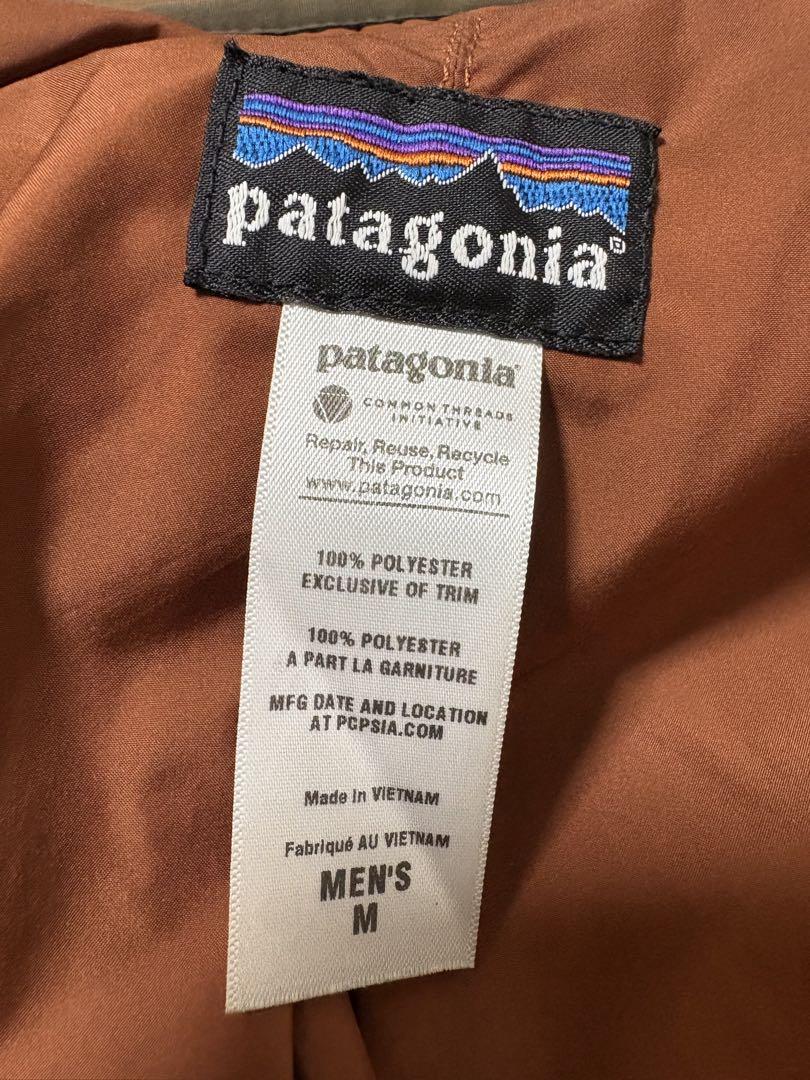 patagonia®
patagonia®
COMMON THREADS
INITIATIVE
Repair, Reuse, Recycle
This Product
www.patagonia.com
100% POLYESTER
EXCLUSIVE OF TRIM
100% POLYESTER
A PART LA GARNITURE
MFG DATE AND LOCATION
AT PCPSIA.COM
Made in VIETNAM
Fabriqué AU VIETNAM
MEN'S
M